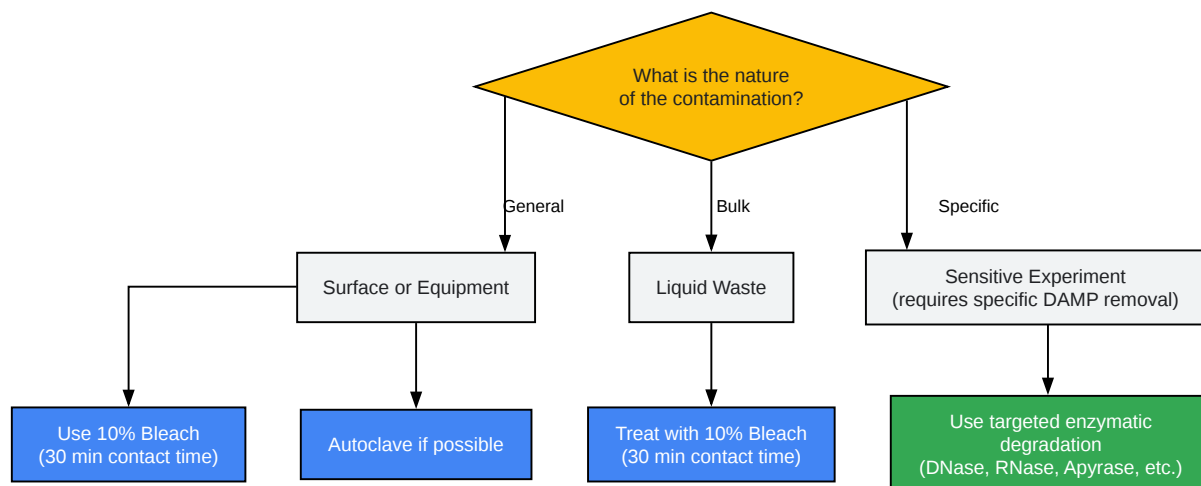 What is the nature
of the contamination?
General
Bulk
Specific
Surface or Equipment
Liquid Waste
Sensitive Experiment
(requires specific DAMP removal)
Use 10% Bleach
(30 min contact time)
Autoclave if possible
Treat with 10% Bleach
(30 min contact time)
Use targeted enzymatic
degradation
(DNase, RNase, Apyrase, etc.)